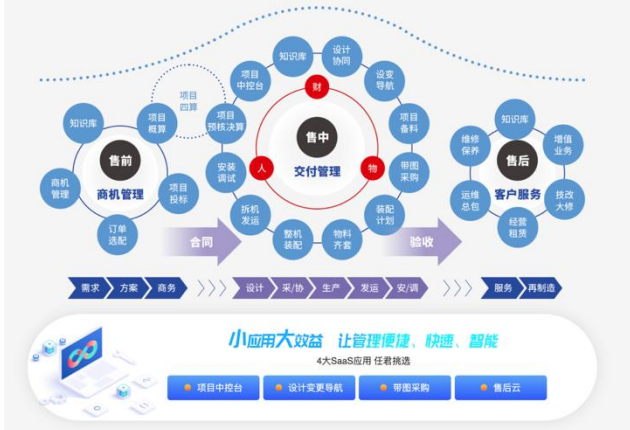 知识库
设计
协同
项目
中控台
设变
导航
财
项目
四算
知识库
项目
概算
项目
预核决算
项目
备料
售中
交付管理
人
物
售前
商机管理
商机
管理
项目
投标
订单
选配
安装
调试
带图
采购
拆机
发运
装配
计划
整机
装配
物料
齐套
知识库
维修
保养
增值
业务
售后
客户服务
运维
总包
技改
大修
经营
租赁
合同
验收
需求 方案 商务 设计 采/协 生产 发运 安/调 服务 再制造
小应用大效益 让管理便捷、快速、智能
4大SaaS应用 任君挑选
项目中控台 设计变更导航 带图采购 售后云